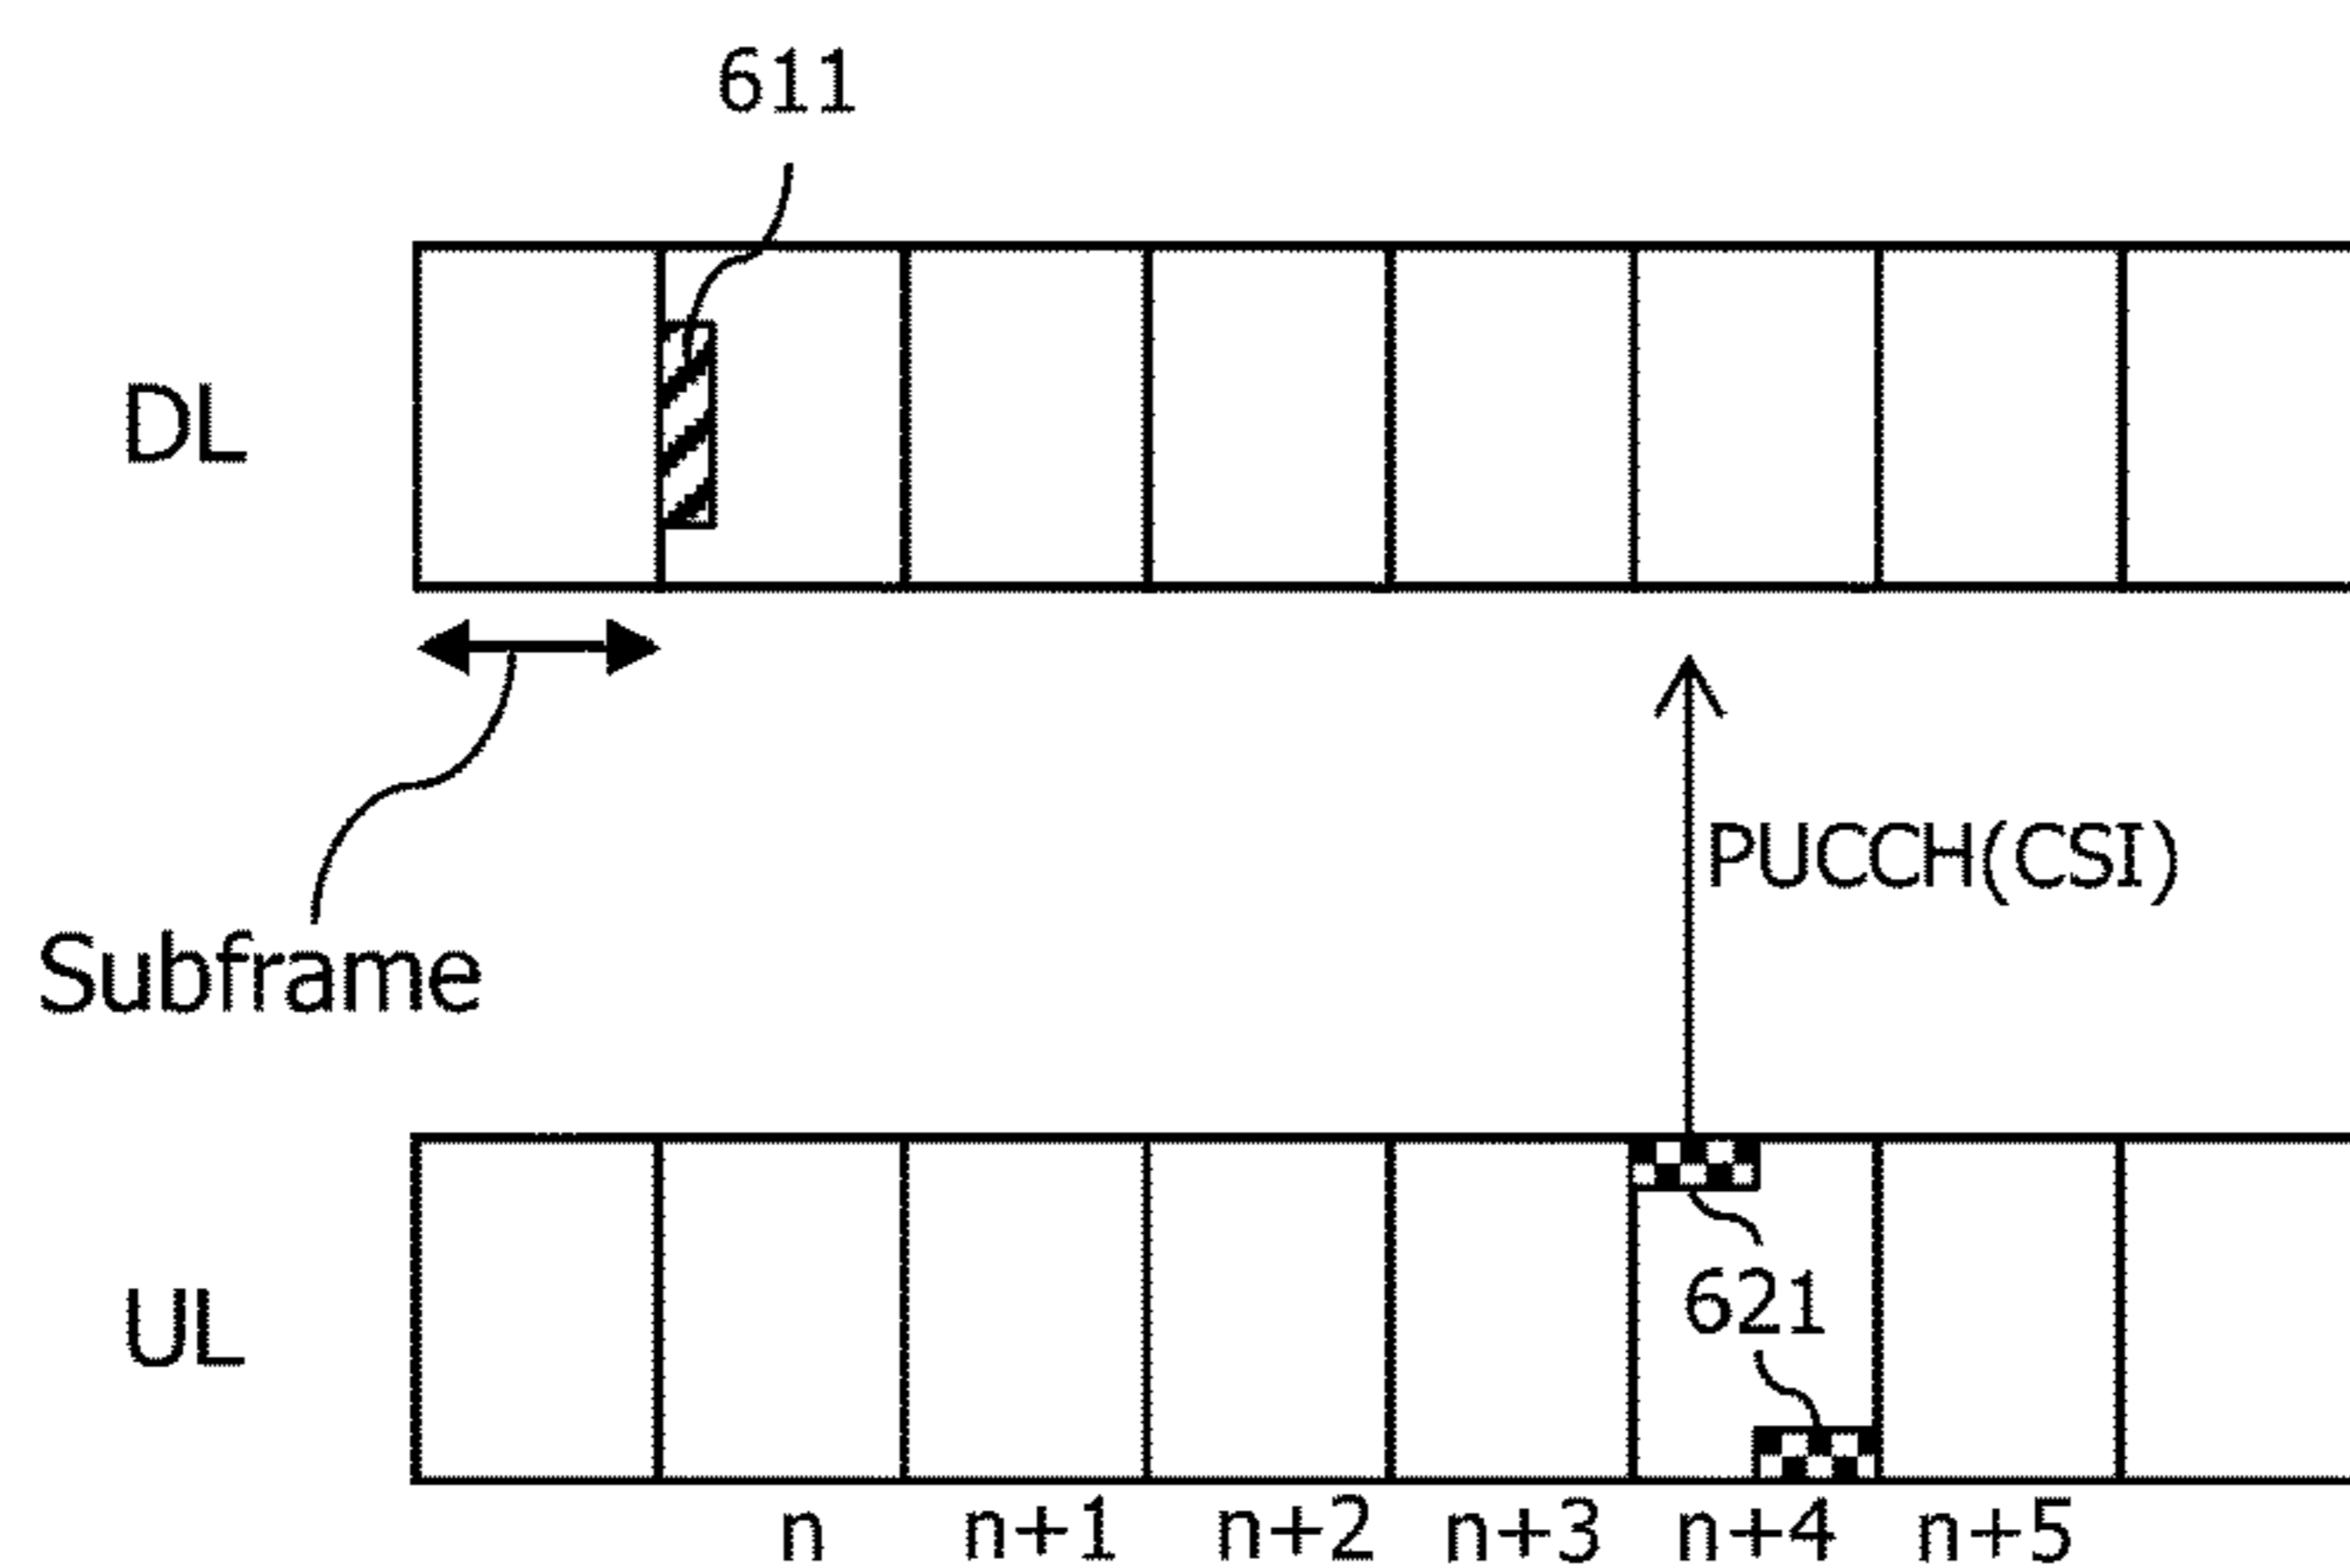 611
DL
PUCCH(CSI)
Subframe
621
UL
n n+1 n+2 n+3 n+4 n+5